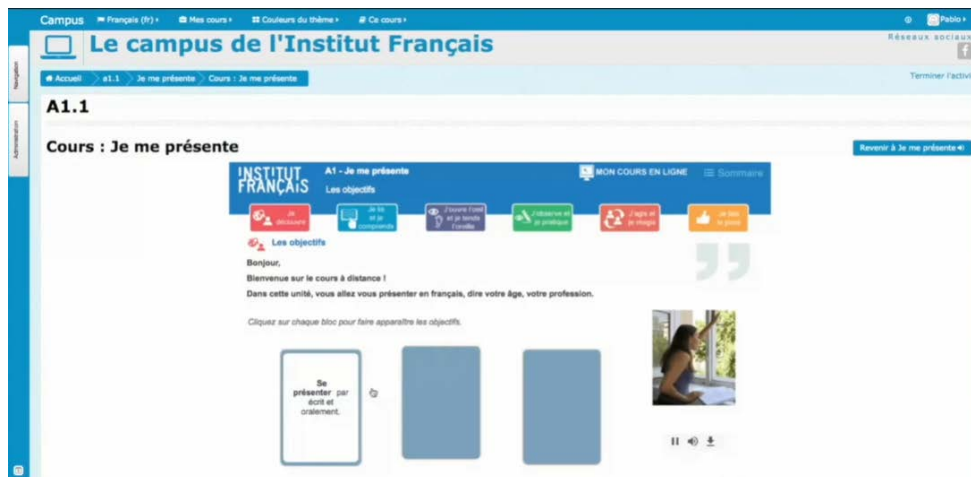 Campus Français (fr) Mes cours Couleurs du thème Ce cours Pablo
Le campus de l'Institut Français
Réseaux sociaux
Navigation
Accueil a1.1 Je me présente Cours : Je me présente
Terminer l'activi
Administration
A1.1
Cours : Je me présente
Revenir à Je me présente
INSTITUT
FRANÇAIS
A1 - Je me présente
MON COURS EN LIGNE
Sommaire
Les objectifs
Je
découvre
Je lis
et je
comprends
J'ouvre l'oeil
et je tends
l'oreille
J'observe et
je pratique
J'agis et
je réagis
Je fais
le point
Les objectifs
Bonjour,
Bienvenue sur le cours à distance !
Dans cette unité, vous allez vous présenter en français, dire votre âge, votre profession.
Cliquez sur chaque bloc pour faire apparaître les objectifs.
Se
présenter par
écrit et
oralement.